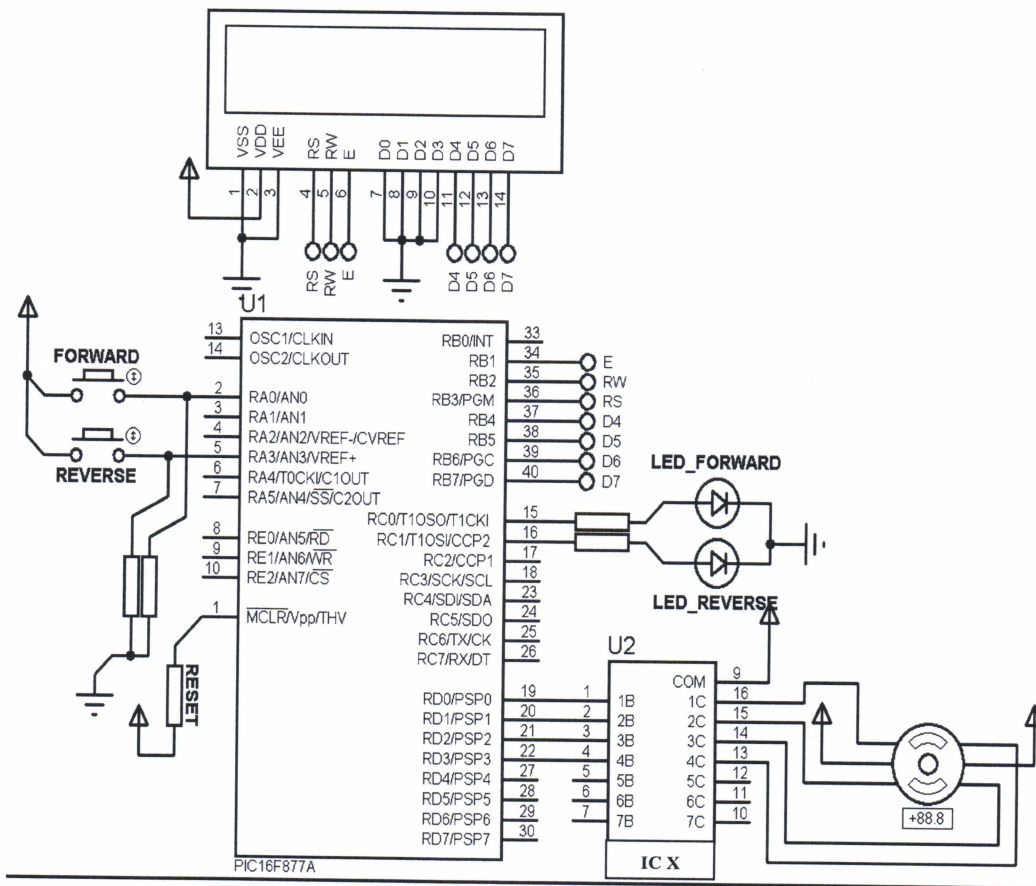 VSS
VDD
VEE
RS
RW
E
D0
D1
D2
D3
D4
D5
D6
D7
1
2
3
4
5
6
7
8
9
10
11
12
13
14
RS
RW
E
D4
D5
D6
D7
U1
FORWARD
REVERSE
13 OSC1/CLKIN
14 OSC2/CLKOUT
2 RA0/AN0
3 RA1/AN1
4 RA2/AN2/VREF-/CVREF
5 RA3/AN3/VREF+
6 RA4/T0CKI/C1OUT
7 RA5/AN4/SS/C2OUT
8 RE0/AN5/RD
9 RE1/AN6/WR
10 RE2/AN7/CS
1 MCLR/Vpp/THV
RESET
RB0/INT 33
RB1 34 E
RB2 35 RW
RB3/PGM 36 RS
RB4 37 D4
RB5 38 D5
RB6/PGC 39 D6
RB7/PGD 40 D7
RC0/T1OSO/T1CKI 15
RC1/T1OSI/CCP2 16
RC2/CCP1 17
RC3/SCK/SCL 18
RC4/SDI/SDA 23
RC5/SDO 24
RC6/TX/CK 25
RC7/RX/DT 26
RD0/PSP0 19
RD1/PSP1 20
RD2/PSP2 21
RD3/PSP3 22
RD4/PSP4 27
RD5/PSP5 28
RD6/PSP6 29
RD7/PSP7 30
PIC16F877A
LED_FORWARD
LED_REVERSE
U2
COM 9
1 1B 1C 16
2 2B 2C 15
3 3B 3C 14
4 4B 4C 13
5 5B 5C 12
6 6B 6C 11
7 7B 7C 10
IC X
+88.8